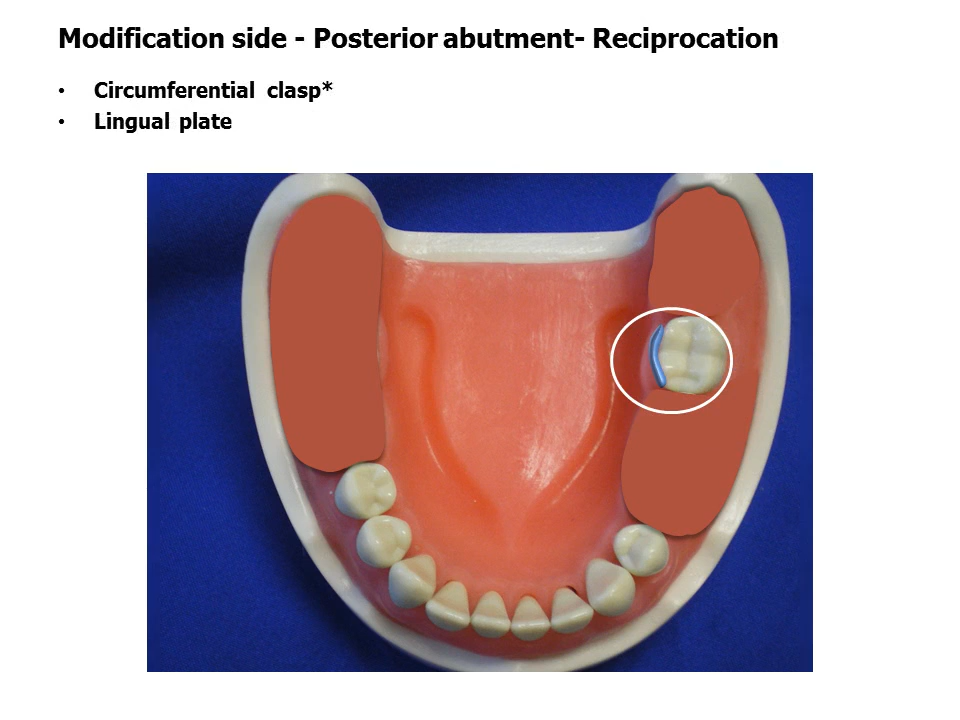 Modification side - Posterior abutment- Reciprocation
• Circumferential clasp*
• Lingual plate